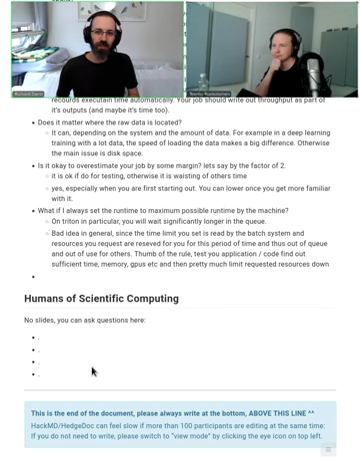 records executain time automatically. Your job should write out throughput as part of
it's outputs (and maybe it's time too).
Does it matter where the raw data is located?
It can, depending on the system and the amount of data. For example in a deep learning
training with a lot data, the speed of loading the data makes a big difference. Otherwise
the main issue is disk space.
Is it okay to overestimate your job by some margin? lets say by the factor of 2.
it is ok if do for testing, otherwise it is waisting of others time
yes, especially when you are first starting out. You can lower once you get more familiar
with it.
What if I always set the runtime to maximum possible runtime by the machine?
On triton in particular, you will wait significantly longer in the queue.
Bad idea in general, since the time limit you set is read by the batch system and
resources you request are reseved for you for this period of time and thus out of queue
and out of use for others. Thumb of the rule, test you application / code find out
sufficient time, memory, gpus etc and then pretty much limit requested resources down
Humans of Scientific Computing
No slides, you can ask questions here:
.
.
.
.
This is the end of the document, please always write at the bottom, ABOVE THIS LINE ^^
HackMD/HedgeDoc can feel slow if more than 100 participants are editing at the same time:
If you do not need to write, please switch to "view mode" by clicking the eye icon on top left.